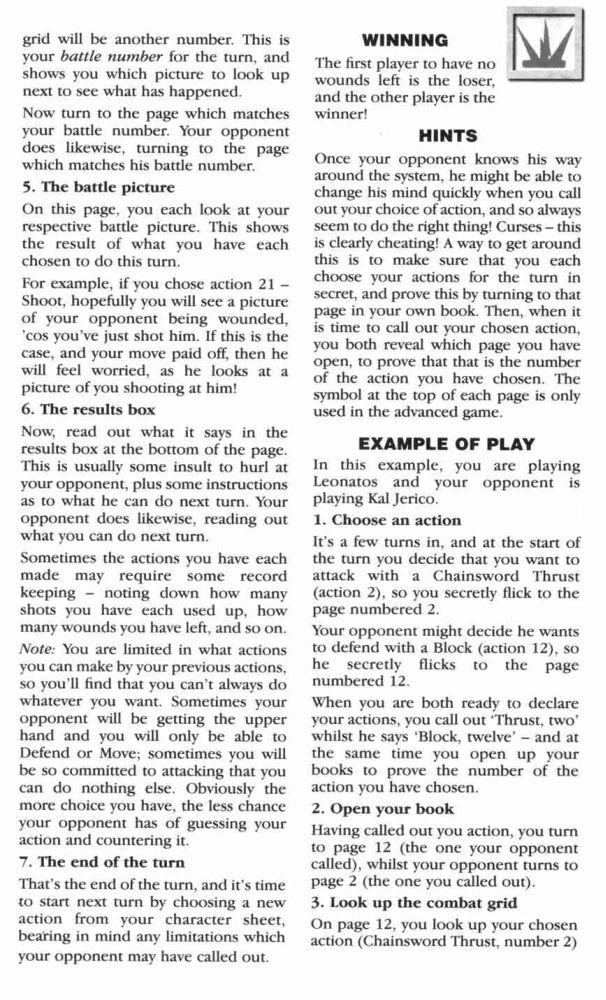 grid will be another number. This is
your battle number for the turn, and
shows you which picture to look up
next to see what has happened.
Now turn to the page which matches
your battle number. Your opponent
does likewise, turning to the page
which matches his battle number.
5. The battle picture
On this page, you each look at your
respective battle picture. This shows
the result of what you have each
chosen to do this turn.
For example, if you chose action 21 –
Shoot, hopefully you will see a picture
of your opponent being wounded,
'cos you've just shot him. If this is the
case, and your move paid off, then he
will feel worried, as he looks at a
picture of you shooting at him!
6. The results box
Now, read out what it says in the
results box at the bottom of the page.
This is usually some insult to hurl at
your opponent, plus some instructions
as to what he can do next turn. Your
opponent does likewise, reading out
what you can do next turn.
Sometimes the actions you have each
made may require some record
keeping – noting down how many
shots you have each used up, how
many wounds you have left, and so on.
Note: You are limited in what actions
you can make by your previous actions,
so you'll find that you can't always do
whatever you want. Sometimes your
opponent will be getting the upper
hand and you will only be able to
Defend or Move; sometimes you will
be so committed to attacking that you
can do nothing else. Obviously the
more choice you have, the less chance
your opponent has of guessing your
action and countering it.
7. The end of the turn
That's the end of the turn, and it's time
to start next turn by choosing a new
action from your character sheet,
bearing in mind any limitations which
your opponent may have called out.
WINNING
The first player to have no
wounds left is the loser,
and the other player is the
winner!
HINTS
Once your opponent knows his way
around the system, he might be able to
change his mind quickly when you call
out your choice of action, and so always
seem to do the right thing! Curses – this
is clearly cheating! A way to get around
this is to make sure that you each
choose your actions for the turn in
secret, and prove this by turning to that
page in your own book. Then, when it
is time to call out your chosen action,
you both reveal which page you have
open, to prove that that is the number
of the action you have chosen. The
symbol at the top of each page is only
used in the advanced game.
EXAMPLE OF PLAY
In this example, you are playing
Leonatos and your opponent is
playing Kal Jerico.
1. Choose an action
It's a few turns in, and at the start of
the turn you decide that you want to
attack with a Chainsword Thrust
(action 2), so you secretly flick to the
page numbered 2.
Your opponent might decide he wants
to defend with a Block (action 12), so
he secretly flicks to the page
numbered 12.
When you are both ready to declare
your actions, you call out 'Thrust, two'
whilst he says 'Block, twelve' – and at
the same time you open up your
books to prove the number of the
action you have chosen.
2. Open your book
Having called out you action, you turn
to page 12 (the one your opponent
called), whilst your opponent turns to
page 2 (the one you called out).
3. Look up the combat grid
On page 12, you look up your chosen
action (Chainsword Thrust, number 2)